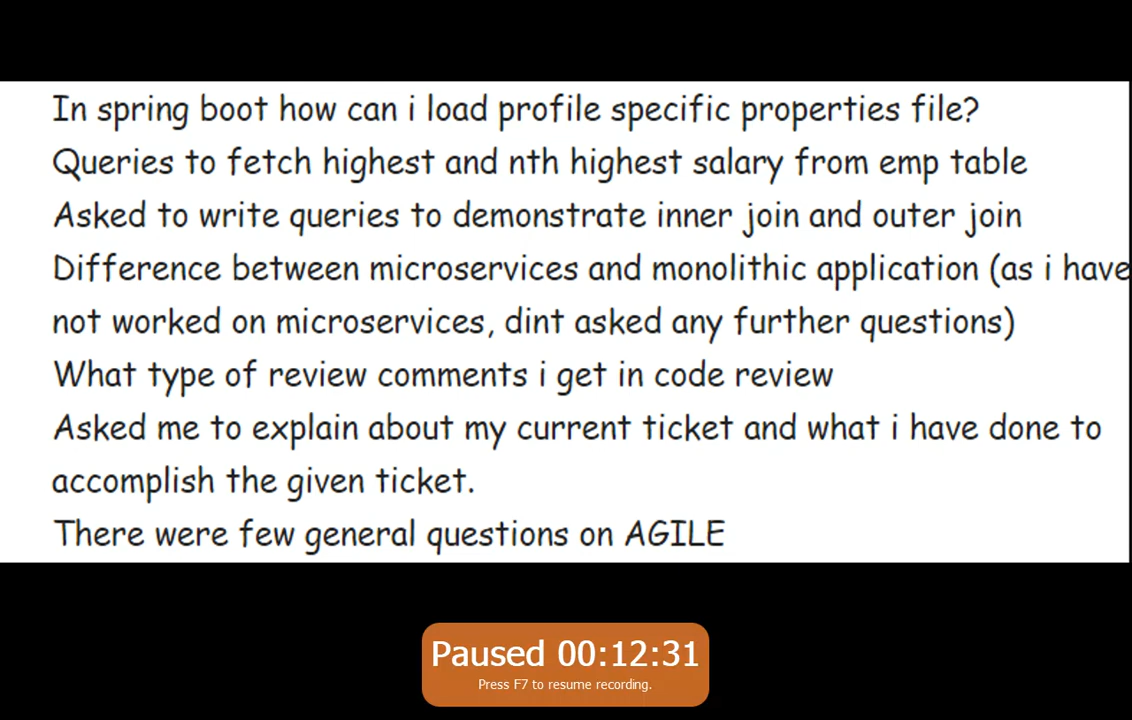 In spring boot how can i load profile specific properties file?
Queries to fetch highest and nth highest salary from emp table
Asked to write queries to demonstrate inner join and outer join
Difference between microservices and monolithic application (as i have
not worked on microservices, dint asked any further questions)
What type of review comments i get in code review
Asked me to explain about my current ticket and what i have done to
accomplish the given ticket.
There were few general questions on AGILE
Paused 00:12:31
Press F7 to resume recording.